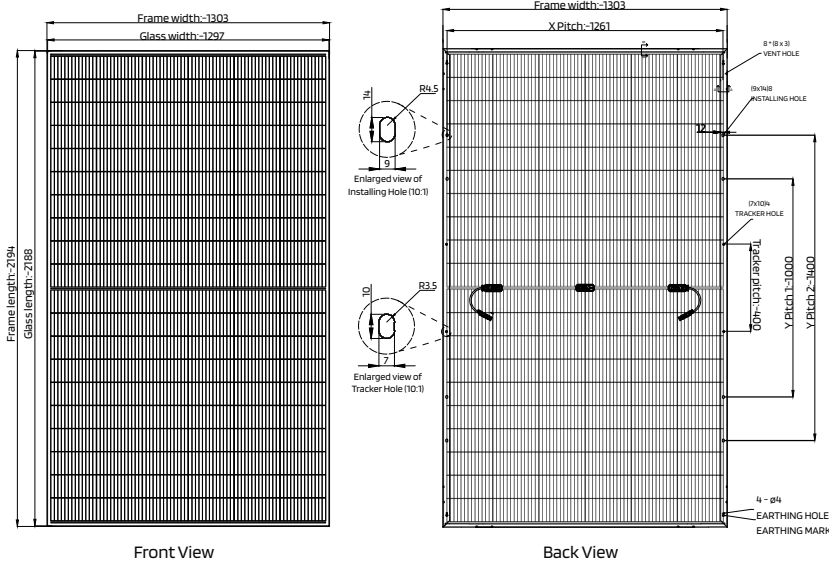 Frame width:-1303
Glass width:-1297
Frame length:-2194
Glass length:-2188
Front View
14
R4.5
9
Enlarged view of
Installing Hole (10:1)
10
R3.5
7
Enlarged view of
Tracker Hole (10:1)
Frame width:-1303
X Pitch:-1261
8 * (8 x 3)
VENT HOLE
(9x14)8
INSTALLING HOLE
12
(7x10)4
TRACKER HOLE
Tracker pitch:-400
Y Pitch 1:-1000
Y Pitch 2:-1400
4 - ø4
EARTHING HOLE
EARTHING MARK
Back View